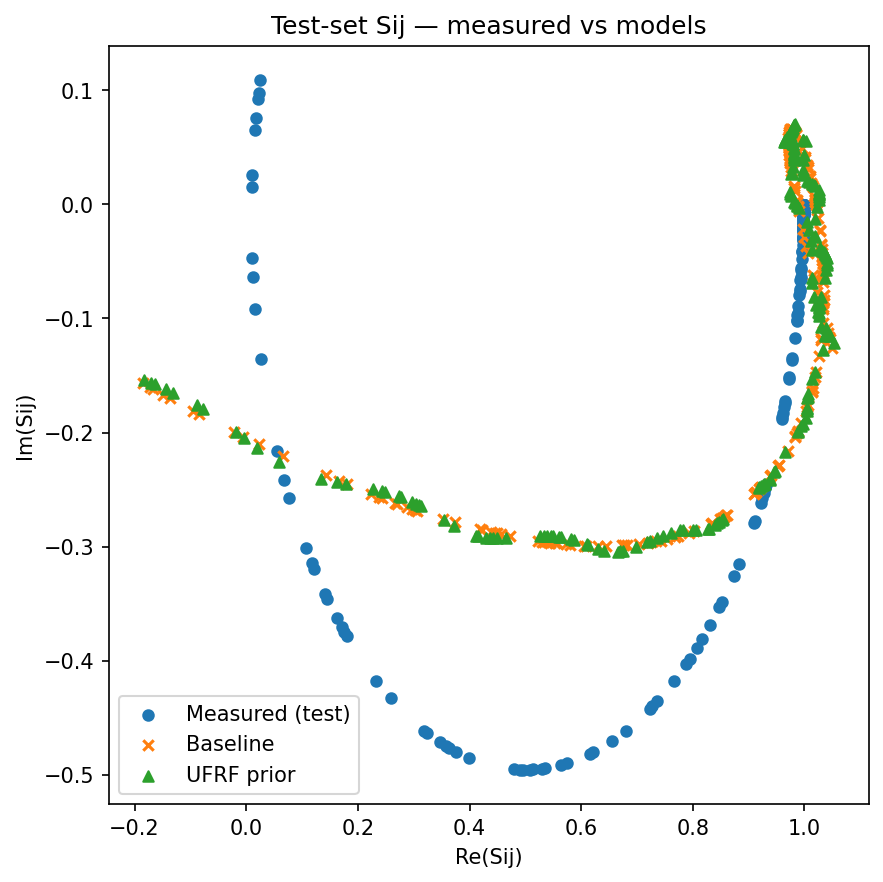 Test-set Sij — measured vs models
0.1
0.0
−0.1
−0.2
−0.3
−0.4
−0.5
Im(Sij)
Measured (test)
Baseline
UFRF prior
−0.2 0.0 0.2 0.4 0.6 0.8 1.0
Re(Sij)